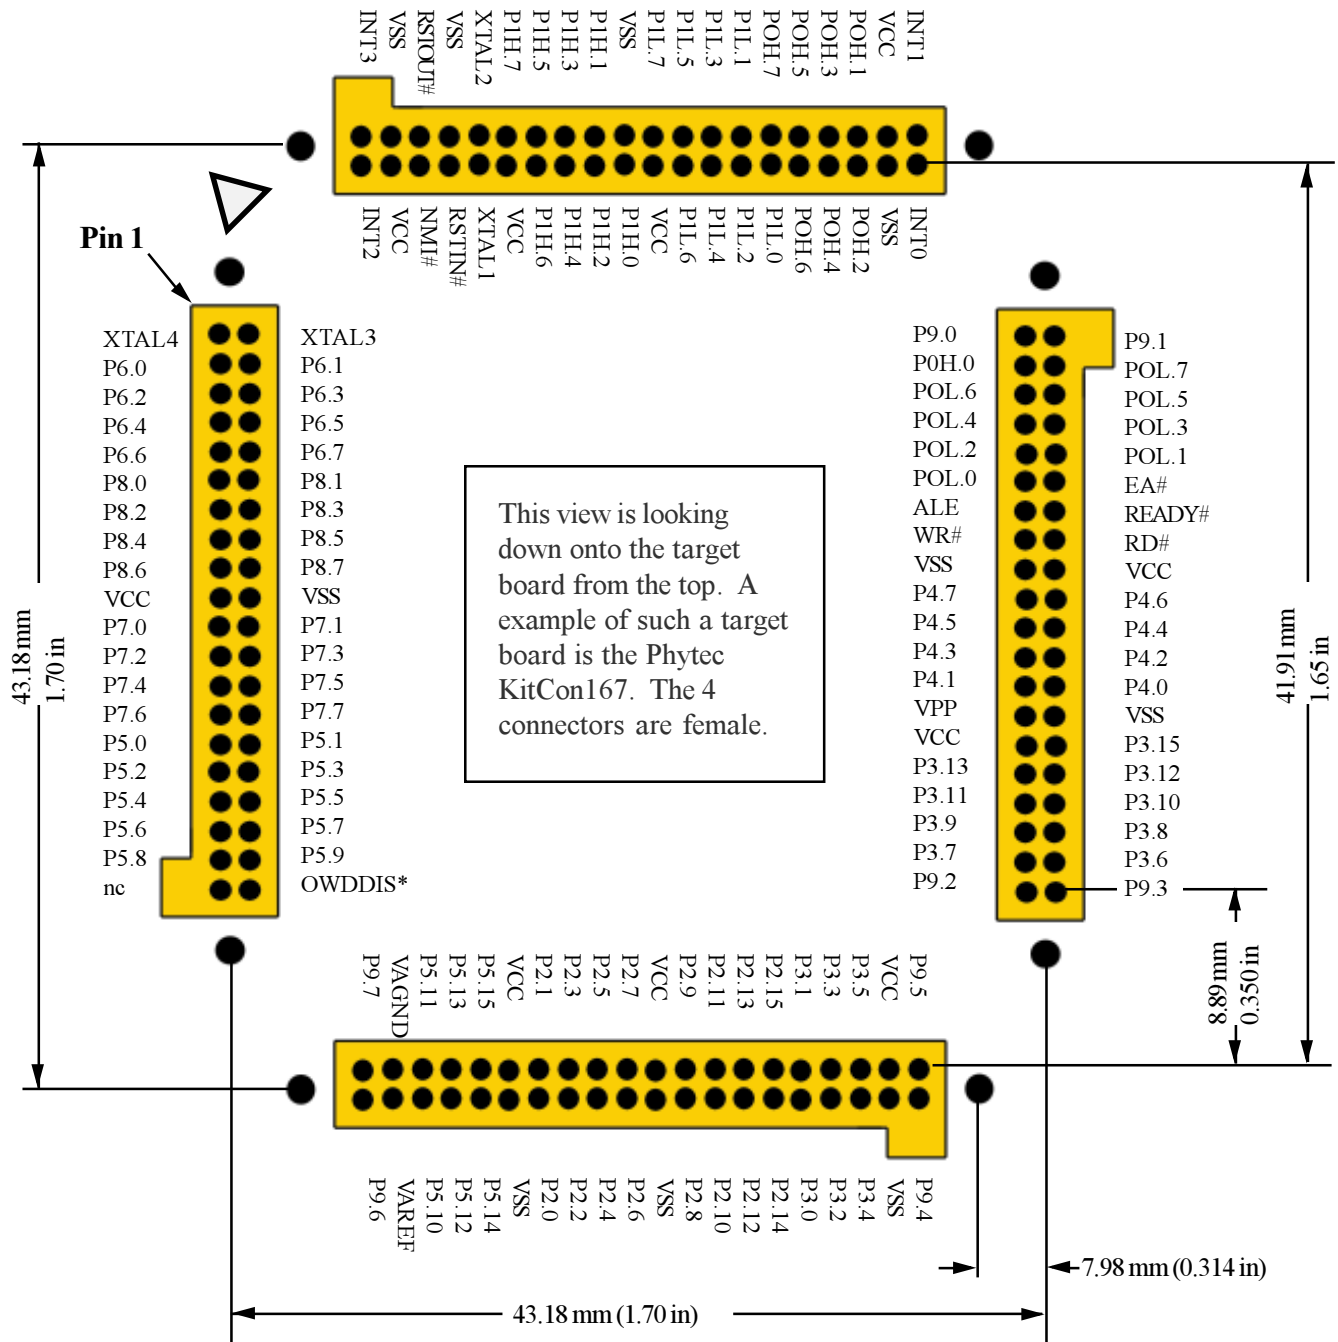 INT3 VSS RSTOUT# VSS XTAL2 P1H.7 P1H.5 P1H.3 P1H.1 VSS P1L.7 P1L.5 P1L.3 P1L.1 POH.7 POH.5 POH.3 POH.1 VCC INT1
INT2 VCC NMI# RSTIN# XTAL1 VCC P1H.6 P1H.4 P1H.2 P1H.0 VCC P1L.6 P1L.4 P1L.2 P1L.0 POH.6 POH.4 POH.2 VSS INT0
Pin 1
XTAL4 XTAL3
P6.0 P6.1
P6.2 P6.3
P6.4 P6.5
P6.6 P6.7
P8.0 P8.1
P8.2 P8.3
P8.4 P8.5
P8.6 P8.7
VCC VSS
P7.0 P7.1
P7.2 P7.3
P7.4 P7.5
P7.6 P7.7
P5.0 P5.1
P5.2 P5.3
P5.4 P5.5
P5.6 P5.7
P5.8 P5.9
nc OWDDIS*
43.18 mm
1.70 in
This view is looking
down onto the target
board from the top. A
example of such a target
board is the Phytec
KitCon167. The 4
connectors are female.
P9.0 P9.1
P0H.0 POL.7
POL.6 POL.5
POL.4 POL.3
POL.2 POL.1
POL.0 EA#
ALE READY#
WR# RD#
VSS VCC
P4.7 P4.6
P4.5 P4.4
P4.3 P4.2
P4.1 P4.0
VPP VSS
VCC P3.15
P3.13 P3.12
P3.11 P3.10
P3.9 P3.8
P3.7 P3.6
P9.2 P9.3
41.91 mm
1.65 in
8.89 mm
0.350 in
P9.7 VAGND P5.11 P5.13 P5.15 VCC P2.1 P2.3 P2.5 P2.7 VCC P2.9 P2.11 P2.13 P2.15 P3.1 P3.3 P3.5 VCC P9.5
P9.6 VAREF P5.10 P5.12 P5.14 VSS P2.0 P2.2 P2.4 P2.6 VSS P2.8 P2.10 P2.12 P2.14 P3.0 P3.2 P3.4 VSS P9.4
7.98 mm (0.314 in)
43.18 mm (1.70 in)